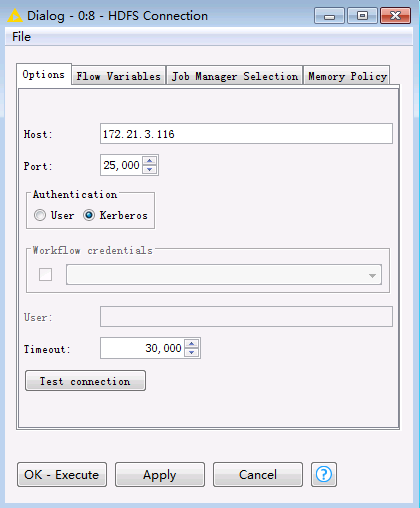 Dialog - 0:8 - HDFS Connection
File
Options Flow Variables Job Manager Selection Memory Policy
Host: 172.21.3.116
Port: 25,000
Authentication
User Kerberos
Workflow credentials
User:
Timeout: 30,000
Test connection
OK - Execute Apply Cancel ?